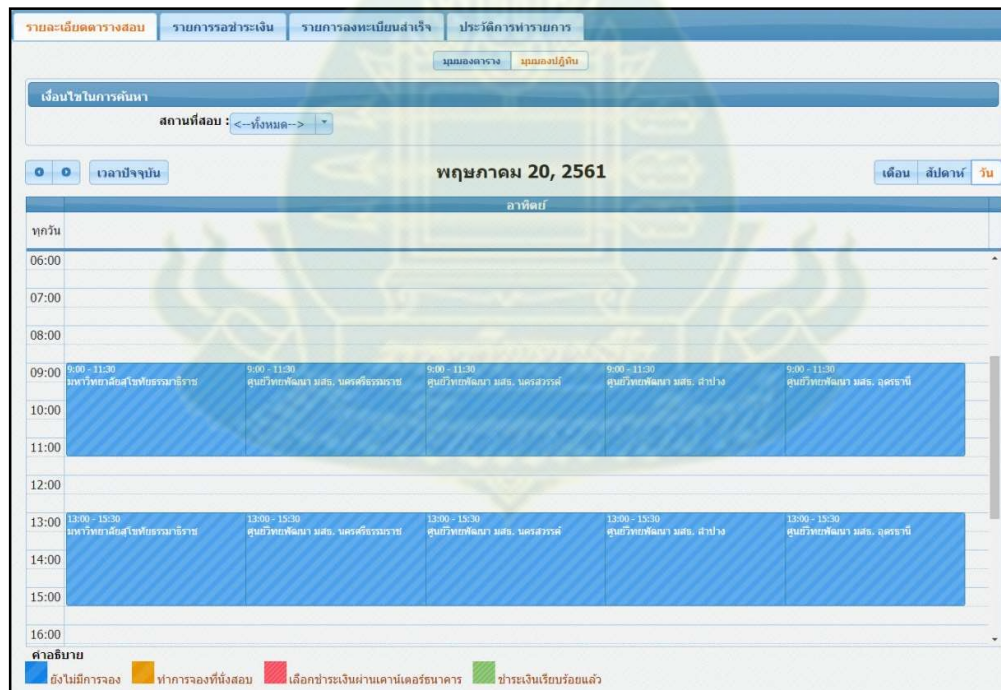 รายละเอียดตารางสอบ รายการรอชำระเงิน รายการลงทะเบียนสำเร็จ ประวัติการทำรายการ
มุมมองตาราง มุมมองปฏิทิน
เงื่อนไขในการค้นหา
สถานที่สอบ : <--ทั้งหมด-->
เวลาปัจจุบัน พฤษภาคม 20, 2561 เดือน สัปดาห์ วัน
อาทิตย์
ทุกวัน
06:00
07:00
08:00
09:00 9:00 - 11:30 9:00 - 11:30 9:00 - 11:30 9:00 - 11:30 9:00 - 11:30
มหาวิทยาลัยสุโขทัยธรรมาธิราช ศูนย์วิทยพัฒนา มสธ. นครศรีธรรมราช ศูนย์วิทยพัฒนา มสธ. นครสวรรค์ ศูนย์วิทยพัฒนา มสธ. ลำปาง ศูนย์วิทยพัฒนา มสธ. อุดรธานี
10:00
11:00
12:00
13:00 13:00 - 15:30 13:00 - 15:30 13:00 - 15:30 13:00 - 15:30 13:00 - 15:30
มหาวิทยาลัยสุโขทัยธรรมาธิราช ศูนย์วิทยพัฒนา มสธ. นครศรีธรรมราช ศูนย์วิทยพัฒนา มสธ. นครสวรรค์ ศูนย์วิทยพัฒนา มสธ. ลำปาง ศูนย์วิทยพัฒนา มสธ. อุดรธานี
14:00
15:00
16:00
คำอธิบาย
ยังไม่มีการจอง ทำการจองที่นั่งสอบ เลือกชำระเงินผ่านเคาน์เตอร์ธนาคาร ชำระเงินเรียบร้อยแล้ว